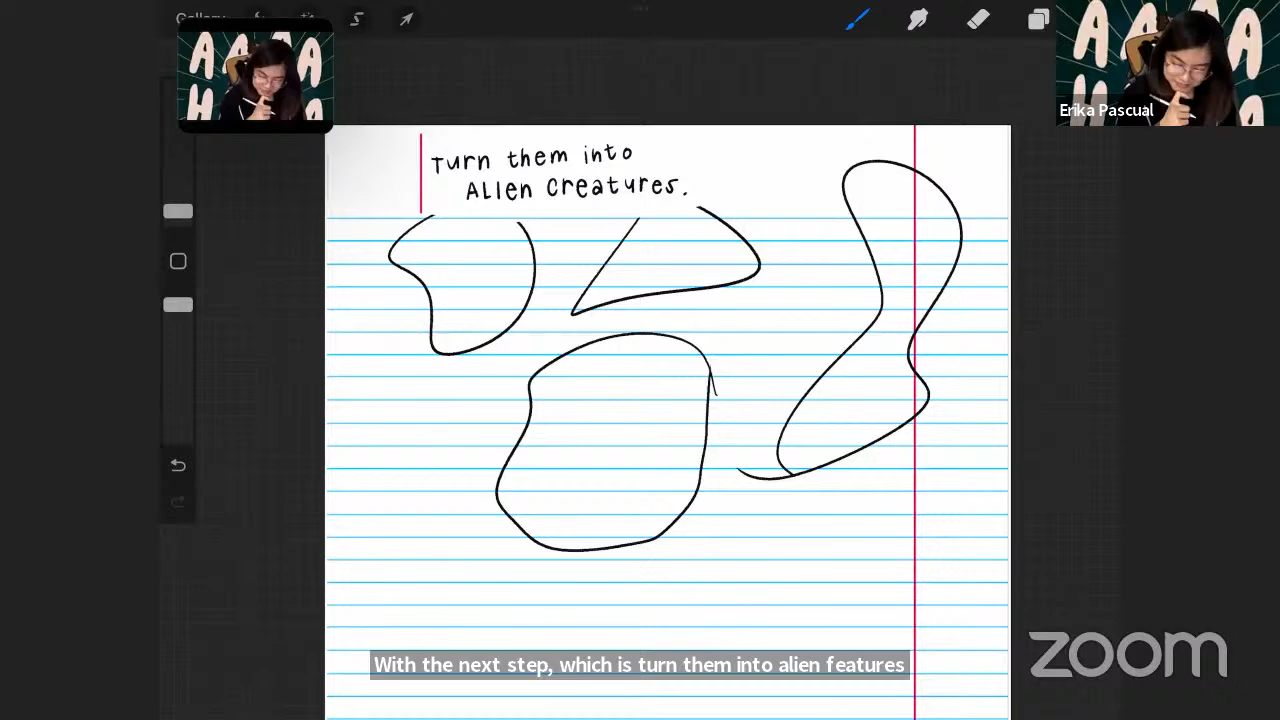 Gallery
A A A A
H A
A A A
H
Erika Pascual
Turn them into
Alien Creatures.
With the next step, which is turn them into alien features
zoom